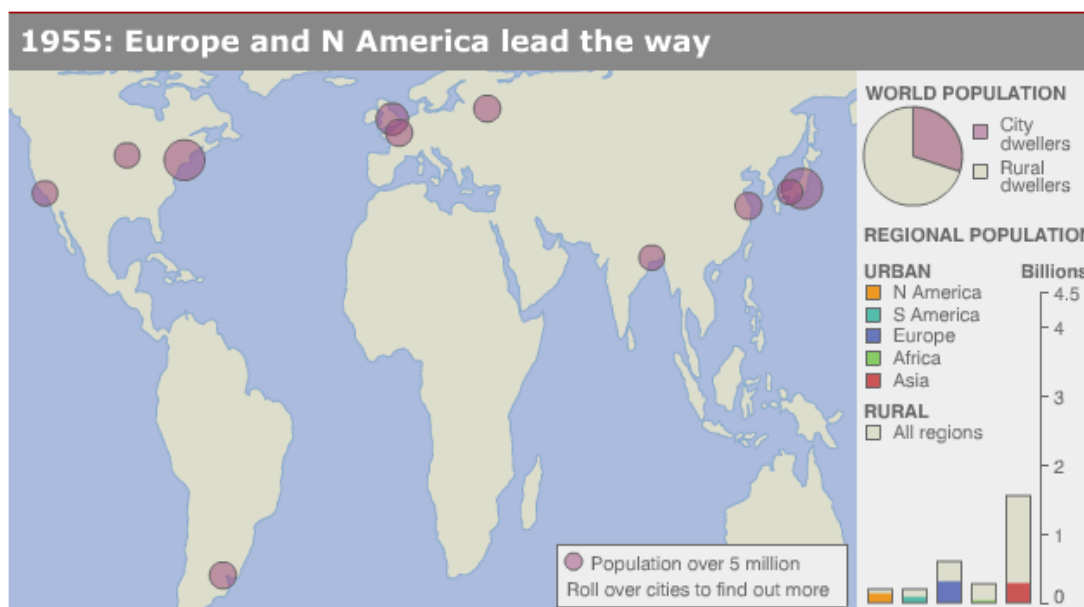 1955: Europe and N America lead the way
WORLD POPULATION
City
dwellers
Rural
dwellers
REGIONAL POPULATION
URBAN
Billions
N America
S America
Europe
Africa
Asia
RURAL
All regions
4.5
4
3
2
1
0
Population over 5 million
Roll over cities to find out more